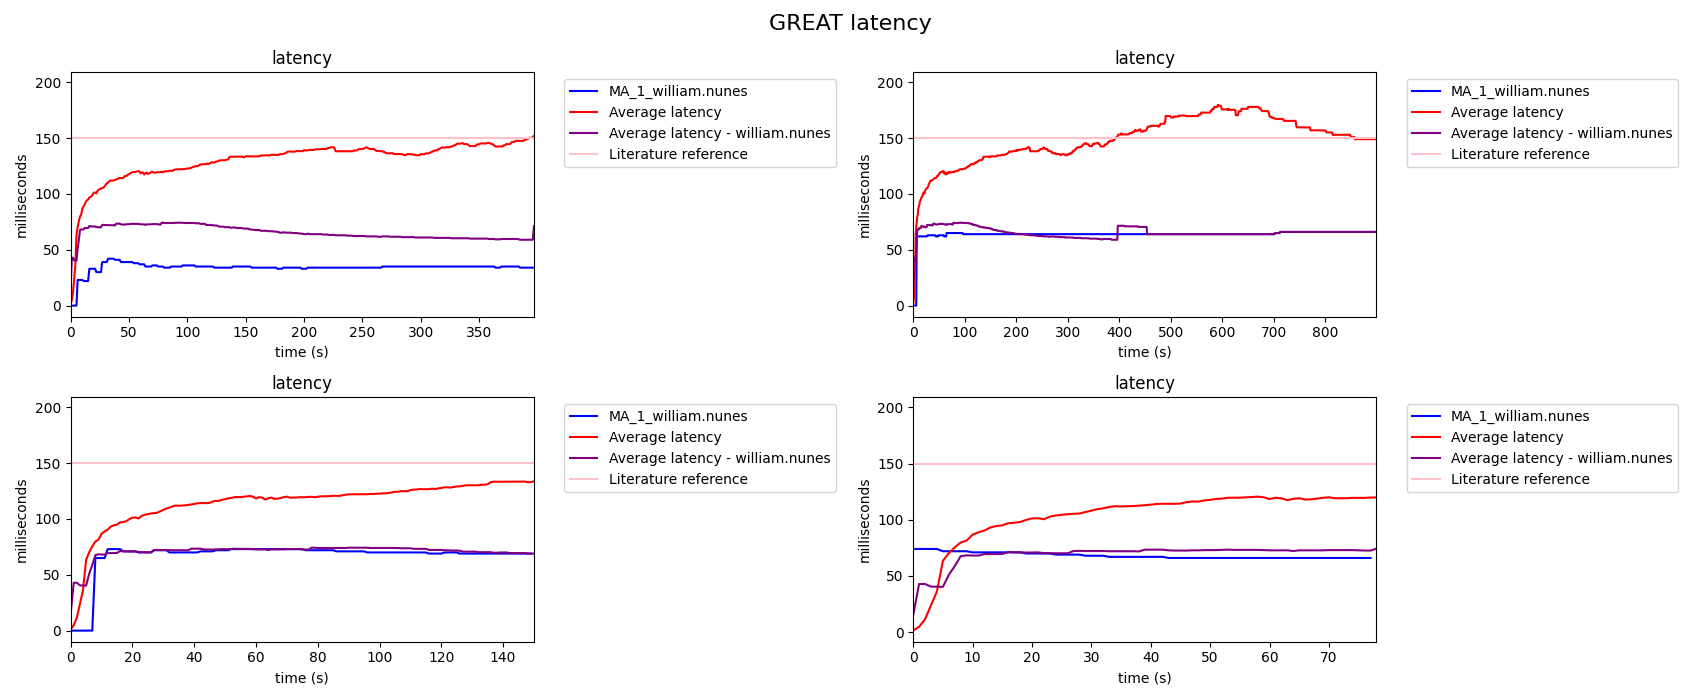 GREAT latency
latency
200
150
100
50
0
milliseconds
0 50 100 150 200 250 300 350
time (s)
MA_1_william.nunes
Average latency
Average latency - william.nunes
Literature reference
latency
200
150
100
50
0
milliseconds
0 100 200 300 400 500 600 700 800
time (s)
MA_1_william.nunes
Average latency
Average latency - william.nunes
Literature reference
latency
200
150
100
50
0
milliseconds
0 20 40 60 80 100 120 140
time (s)
MA_1_william.nunes
Average latency
Average latency - william.nunes
Literature reference
latency
200
150
100
50
0
milliseconds
0 10 20 30 40 50 60 70
time (s)
MA_1_william.nunes
Average latency
Average latency - william.nunes
Literature reference